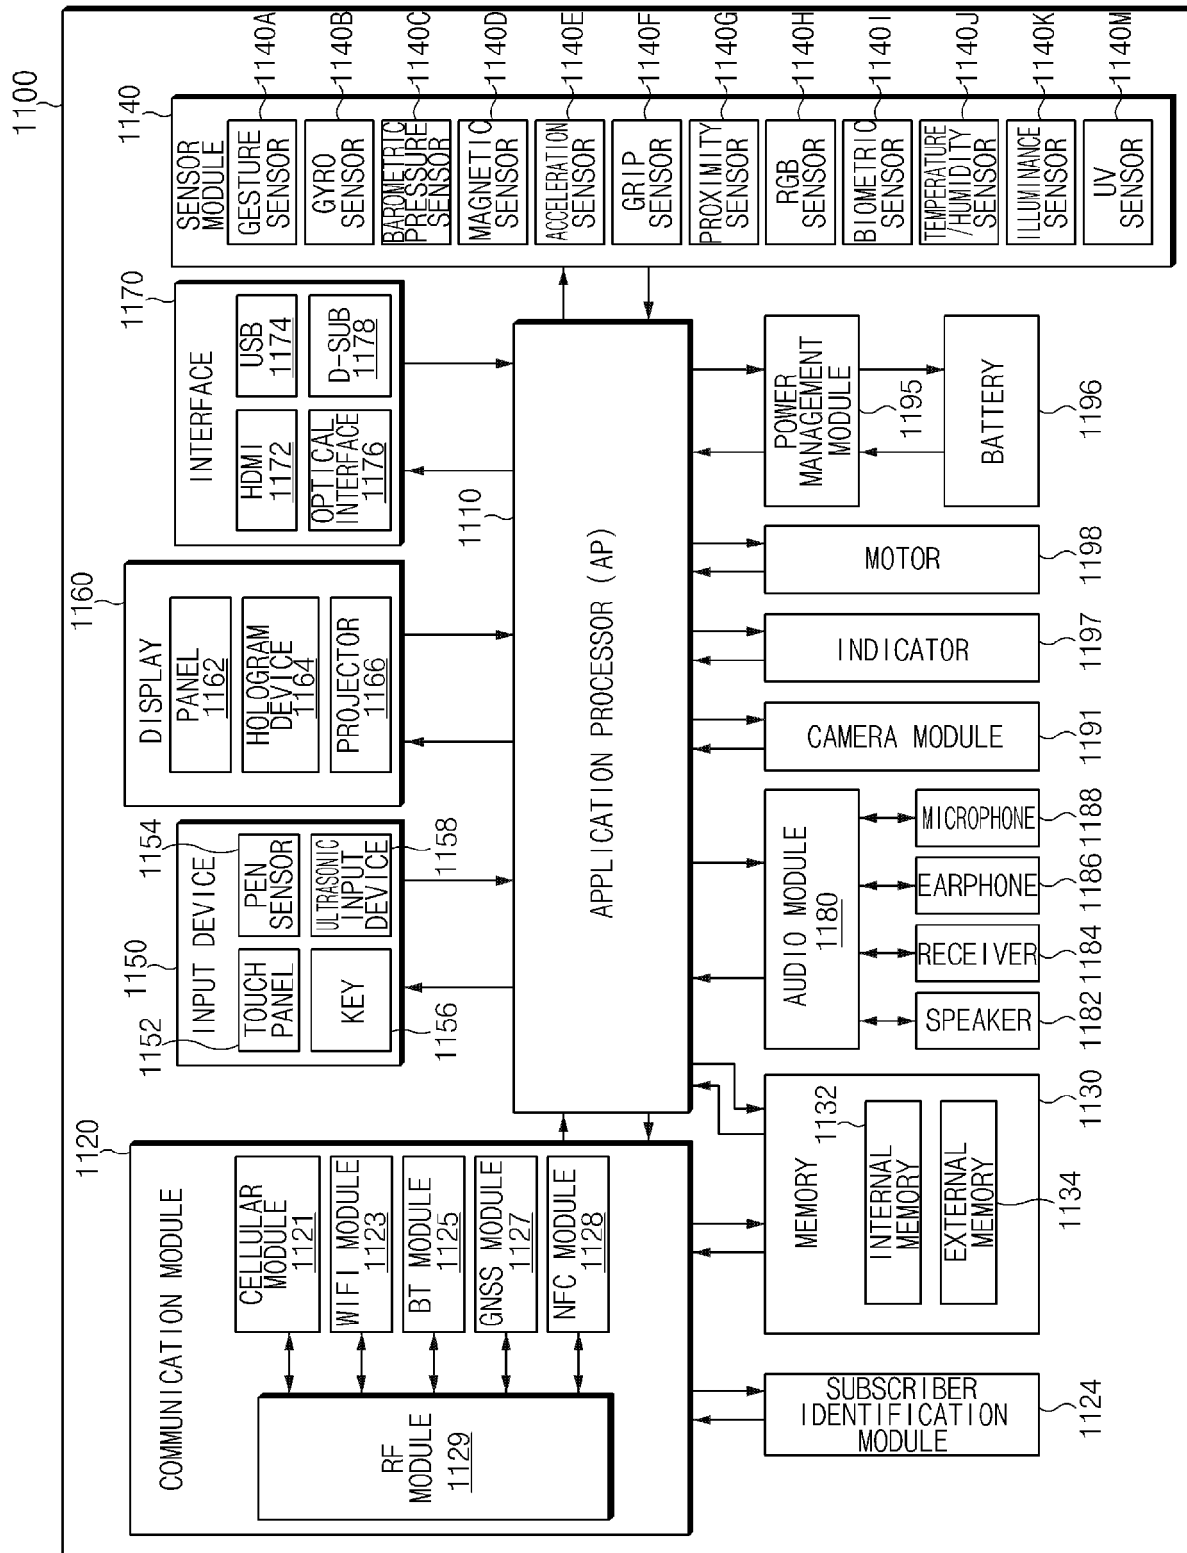 1100
1120
COMMUNICATION MODULE
RF
MODULE
1129
CELLULAR
MODULE
1121
WIFI MODULE
1123
BT MODULE
1125
GNSS MODULE
1127
NFC MODULE
1128
1150
INPUT DEVICE
1152
TOUCH
PANEL
1154
PEN
SENSOR
KEY
1156
ULTRASONIC
INPUT
DEVICE
1158
1160
DISPLAY
PANEL
1162
HOLOGRAM
DEVICE
1164
PROJECTOR
1166
1170
INTERFACE
HDMI
1172
USB
1174
OPTICAL
INTERFACE
1176
D-SUB
1178
1110
APPLICATION PROCESSOR (AP)
1140
SENSOR
MODULE
GESTURE
SENSOR
1140A
GYRO
SENSOR
1140B
BAROMETRIC
PRESSURE
SENSOR
1140C
MAGNETIC
SENSOR
1140D
ACCELERATION
SENSOR
1140E
GRIP
SENSOR
1140F
PROXIMITY
SENSOR
1140G
RGB
SENSOR
1140H
BIOMETRIC
SENSOR
1140I
TEMPERATURE
/HUMIDITY
SENSOR
1140J
ILLUMINANCE
SENSOR
1140K
UV
SENSOR
1140M
SUBSCRIBER
IDENTIFICATION
MODULE
1124
MEMORY
1130
1132
INTERNAL
MEMORY
EXTERNAL
MEMORY
1134
AUDIO MODULE
1180
SPEAKER
1182
RECEIVER
1184
EARPHONE
1186
MICROPHONE
1188
CAMERA MODULE
1191
INDICATOR
1197
MOTOR
1198
POWER
MANAGEMENT
MODULE
1195
BATTERY
1196